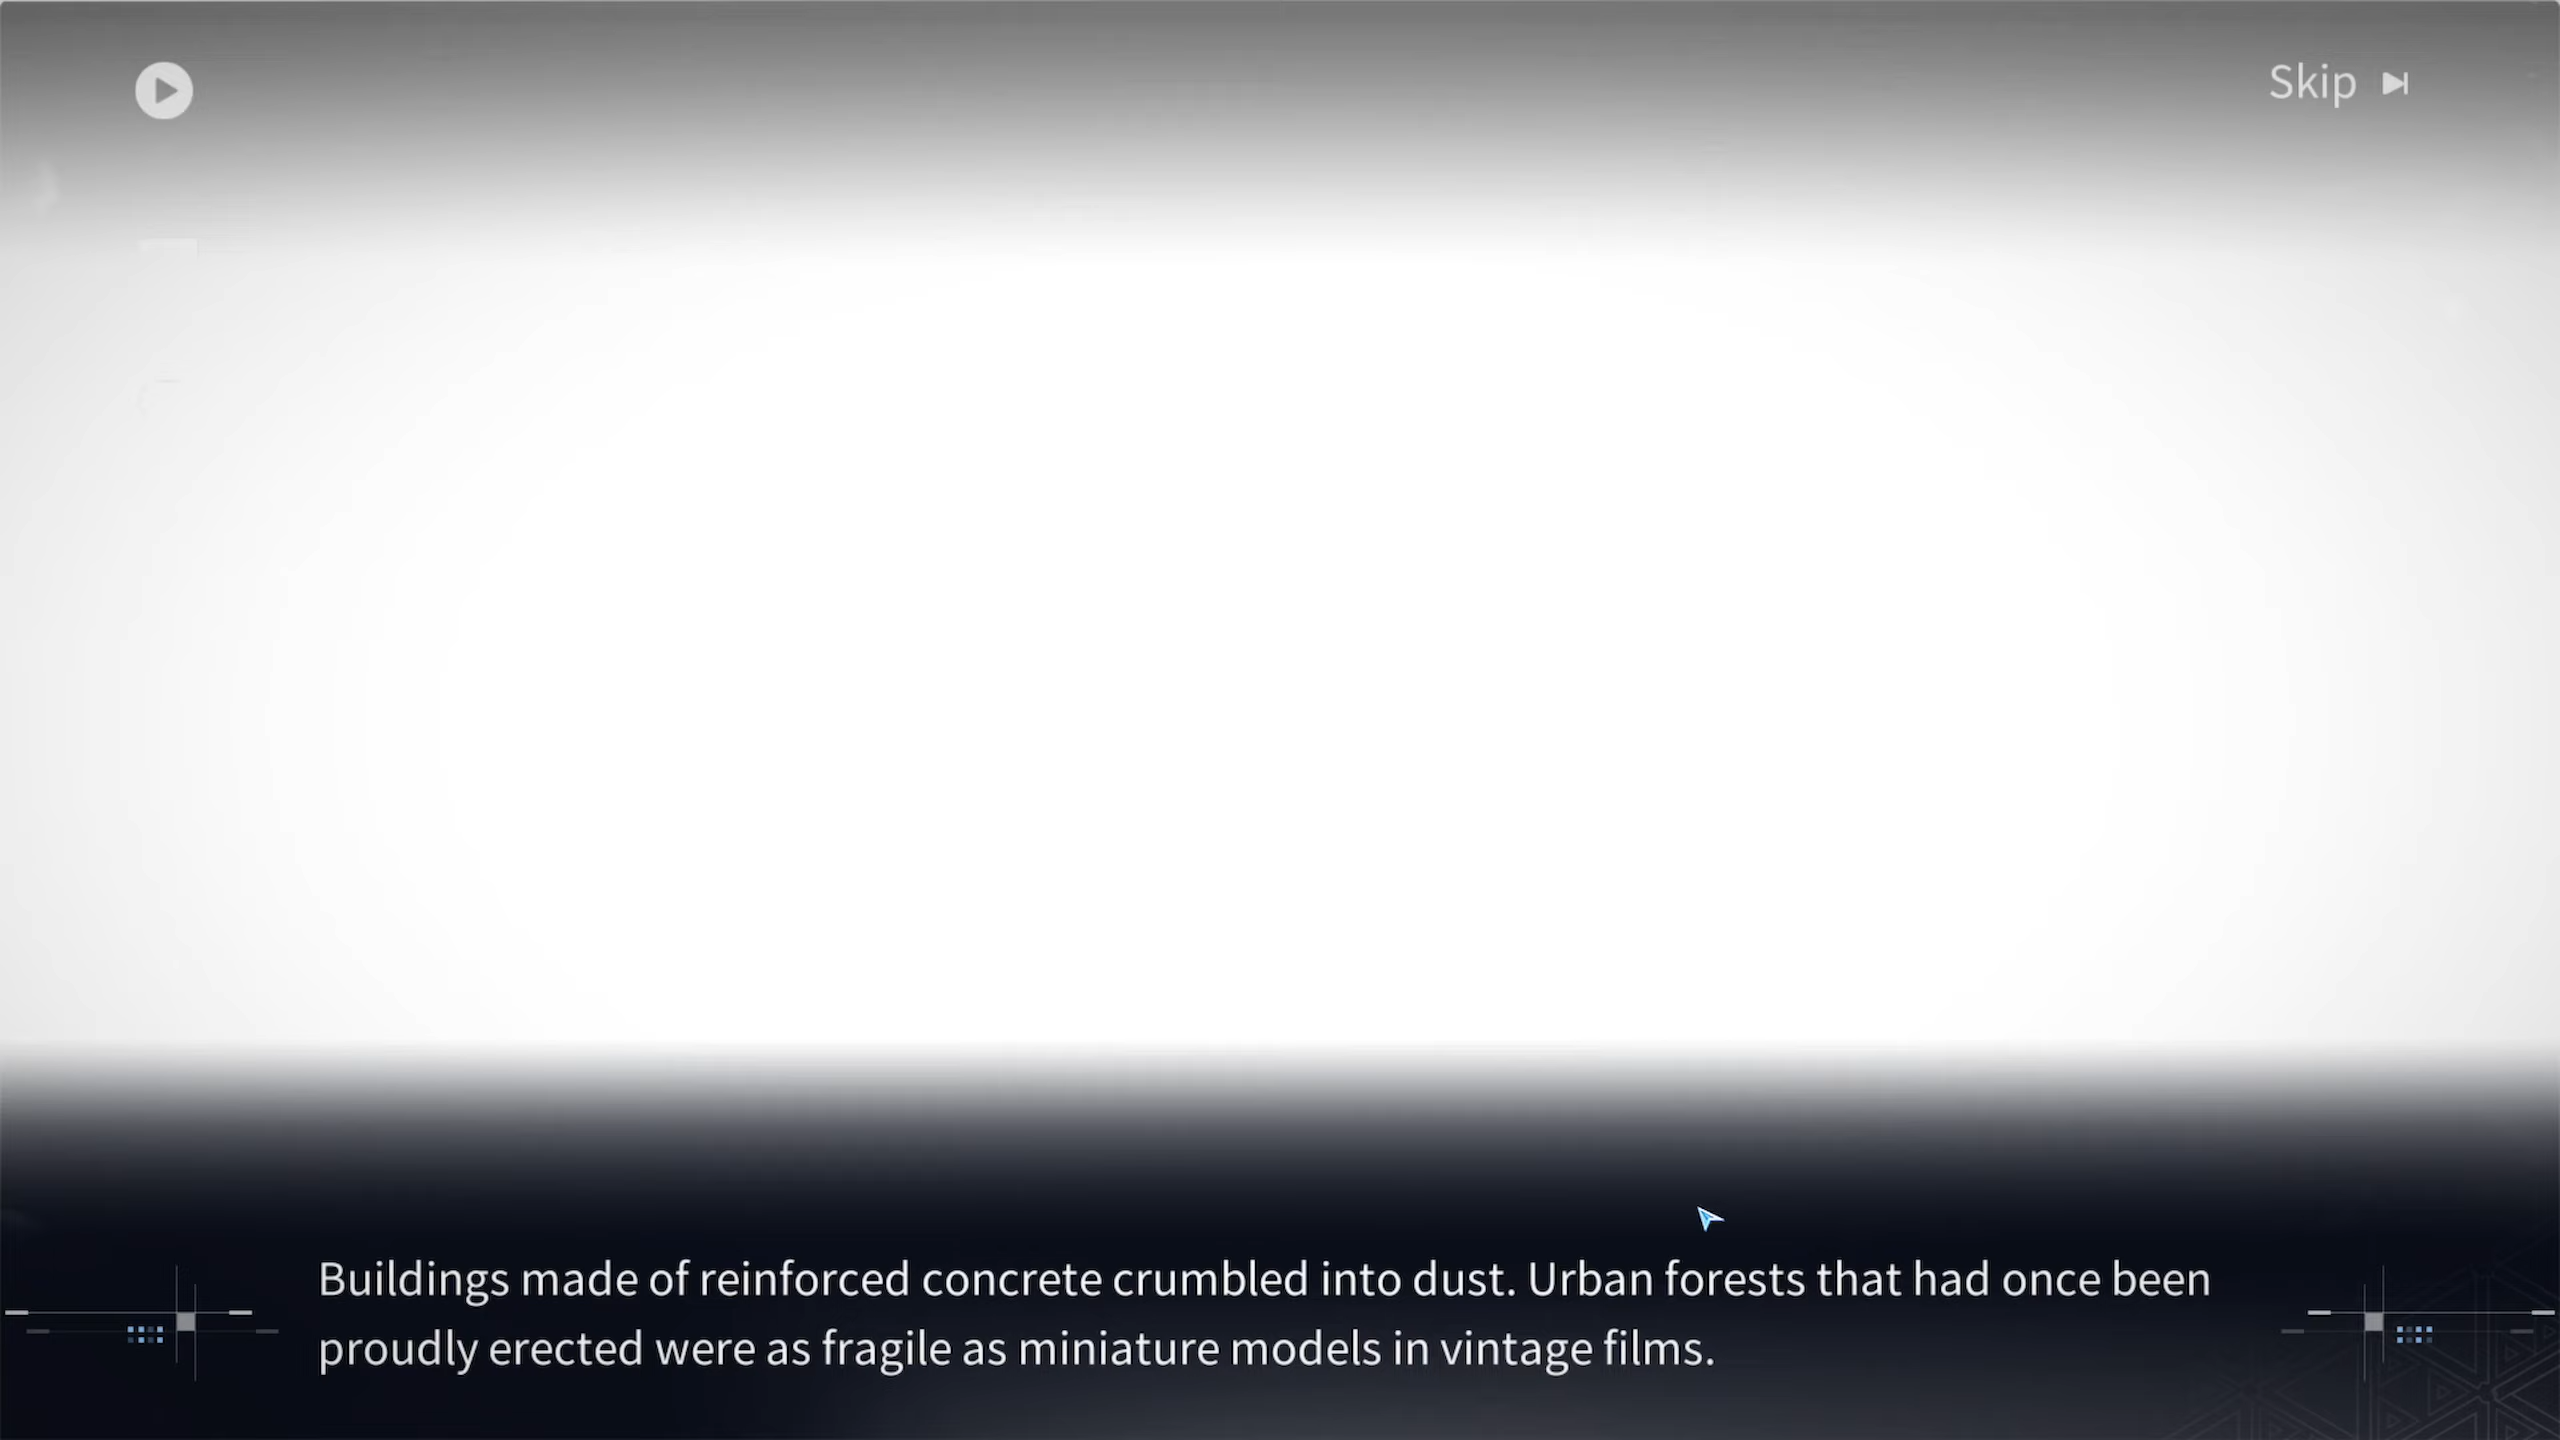 Skip
Buildings made of reinforced concrete crumbled into dust. Urban forests that had once been
proudly erected were as fragile as miniature models in vintage films.